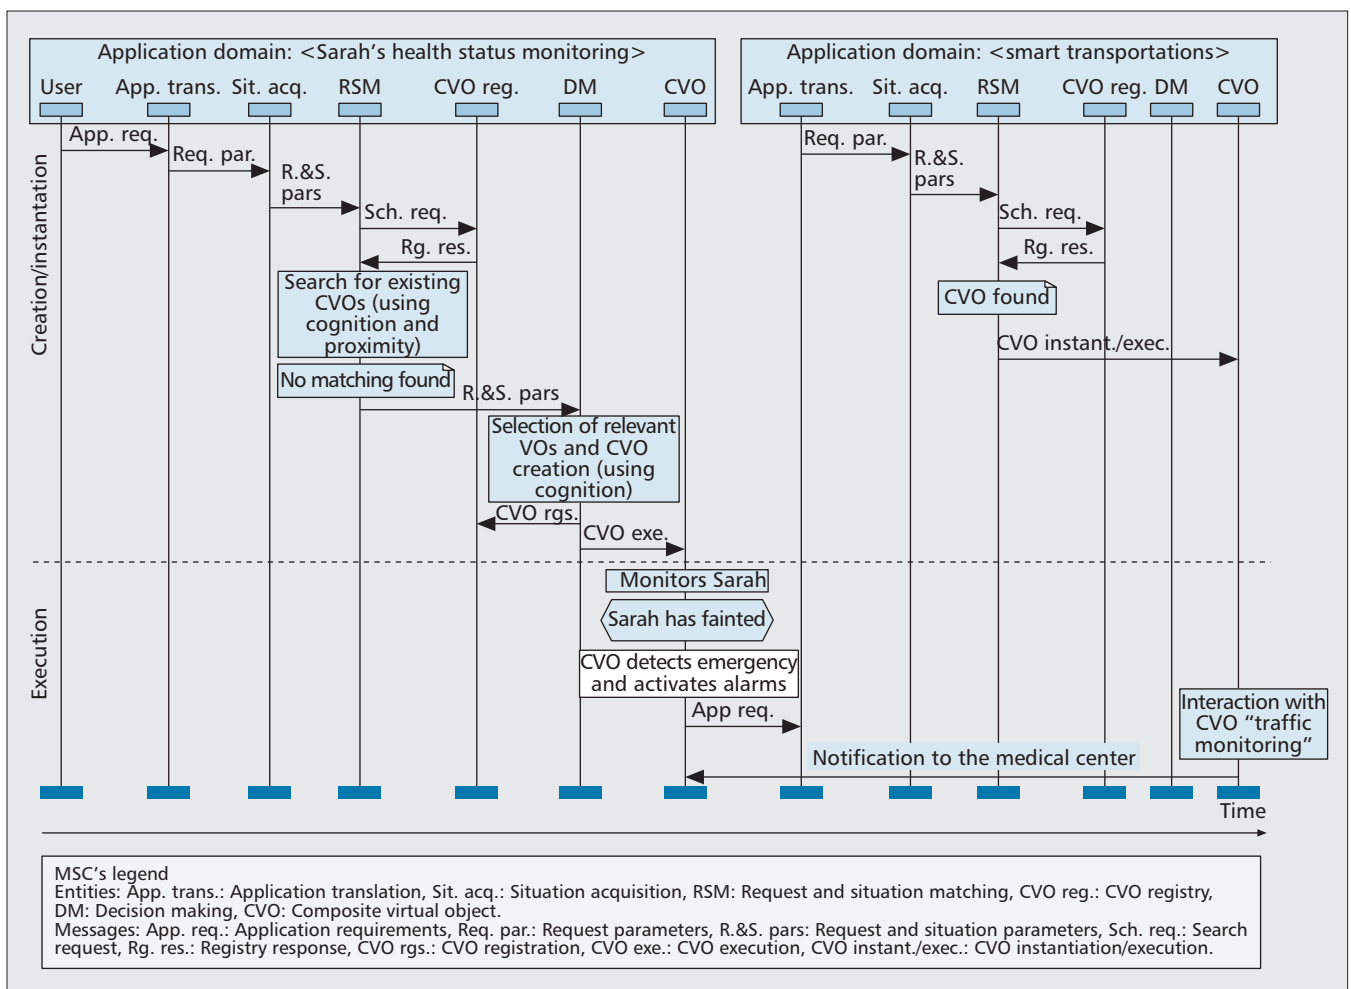 Application domain: <Sarah's health status monitoring>
Application domain: <smart transportations>
User App. trans. Sit. acq. RSM CVO reg. DM CVO
App. trans. Sit. acq. RSM CVO reg. DM CVO
Creation/instantation
App. req.
Req. par.
R.&S.
pars
Sch. req.
Rg. res.
Search for existing
CVOs (using
cognition and
proximity)
No matching found
R.&S. pars
Selection of relevant
VOs and CVO
creation (using
cognition)
CVO rgs.
CVO exe.
Req. par.
R.&S.
pars
Sch. req.
Rg. res.
CVO found
CVO instant./exec.
Execution
Monitors Sarah
Sarah has fainted
CVO detects emergency
and activates alarms
App req.
Interaction with
CVO “traffic
monitoring”
Notification to the medical center
Time
MSC's legend
Entities: App. trans.: Application translation, Sit. acq.: Situation acquisition, RSM: Request and situation matching, CVO reg.: CVO registry,
DM: Decision making, CVO: Composite virtual object.
Messages: App. req.: Application requirements, Req. par.: Request parameters, R.&S. pars: Request and situation parameters, Sch. req.: Search
request, Rg. res.: Registry response, CVO rgs.: CVO registration, CVO exe.: CVO execution, CVO instant./exec.: CVO instantiation/execution.